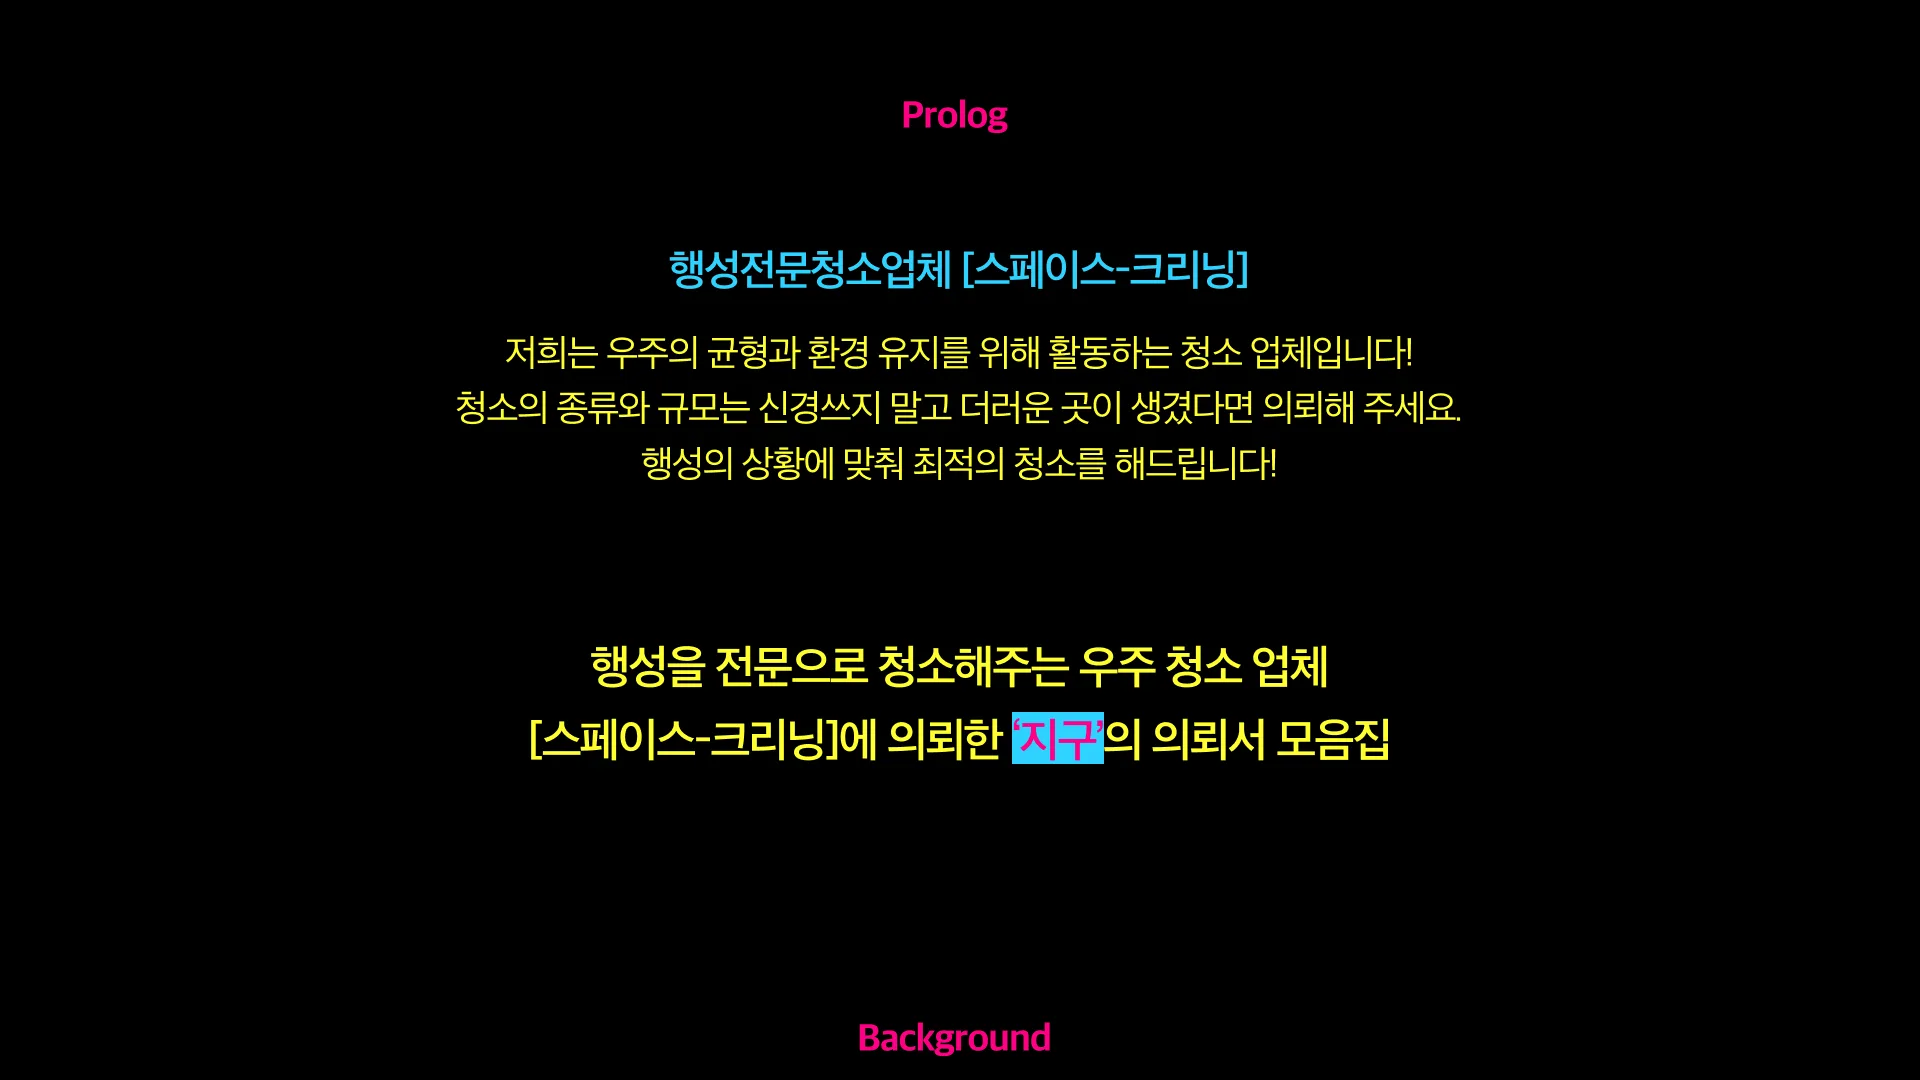 Prolog
행성전문청소업체 [스페이스-크리닝]
저희는 우주의 균형과 환경 유지를 위해 활동하는 청소 업체입니다!
청소의 종류와 규모는 신경쓰지 말고 더러운 곳이 생겼다면 의뢰해 주세요.
행성의 상황에 맞춰 최적의 청소를 해드립니다!
행성을 전문으로 청소해주는 우주 청소 업체
[스페이스-크리닝]에 의뢰한 ‘지구’의 의뢰서 모음집
Background